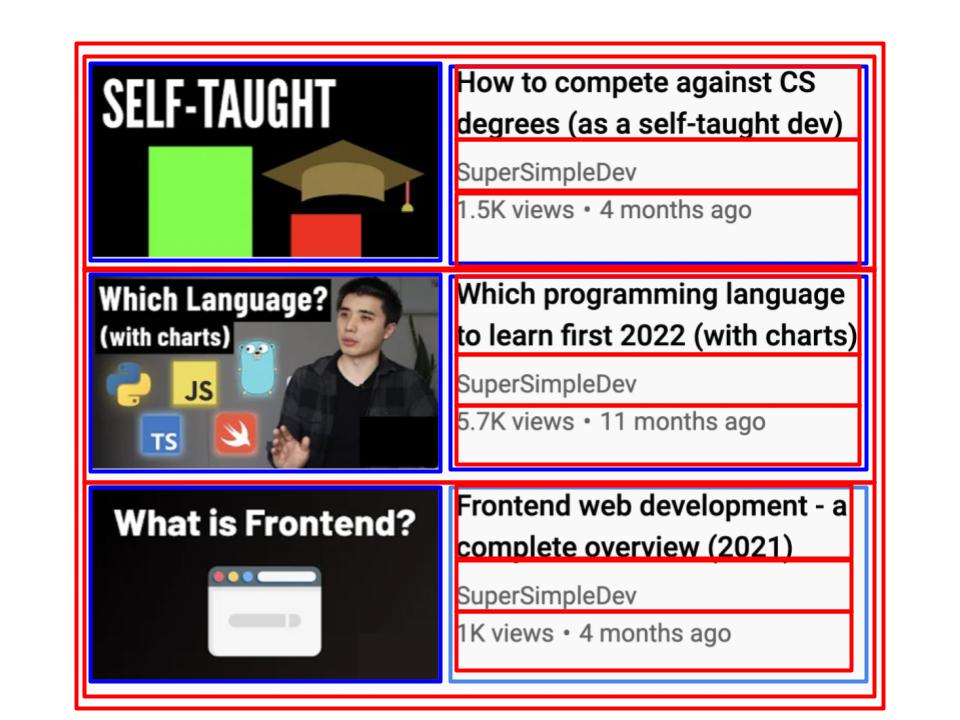 SELF-TAUGHT
How to compete against CS
degrees (as a self-taught dev)
SuperSimpleDev
1.5K views • 4 months ago
Which Language?
(with charts)
JS
TS
Which programming language
to learn first 2022 (with charts)
SuperSimpleDev
5.7K views • 11 months ago
What is Frontend?
Frontend web development - a
complete overview (2021)
SuperSimpleDev
1K views • 4 months ago